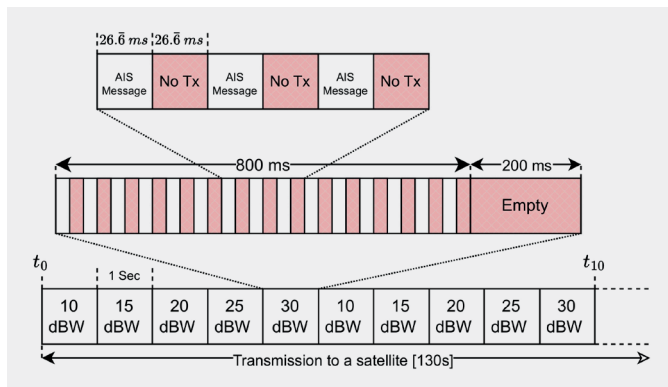 26.6̅ ms 26.6̅ ms
AIS Message No Tx AIS Message No Tx AIS Message No Tx
800 ms 200 ms
Empty
t₀ t₁₀
1 Sec
10 dBW 15 dBW 20 dBW 25 dBW 30 dBW 10 dBW 15 dBW 20 dBW 25 dBW 30 dBW
Transmission to a satellite [130s]